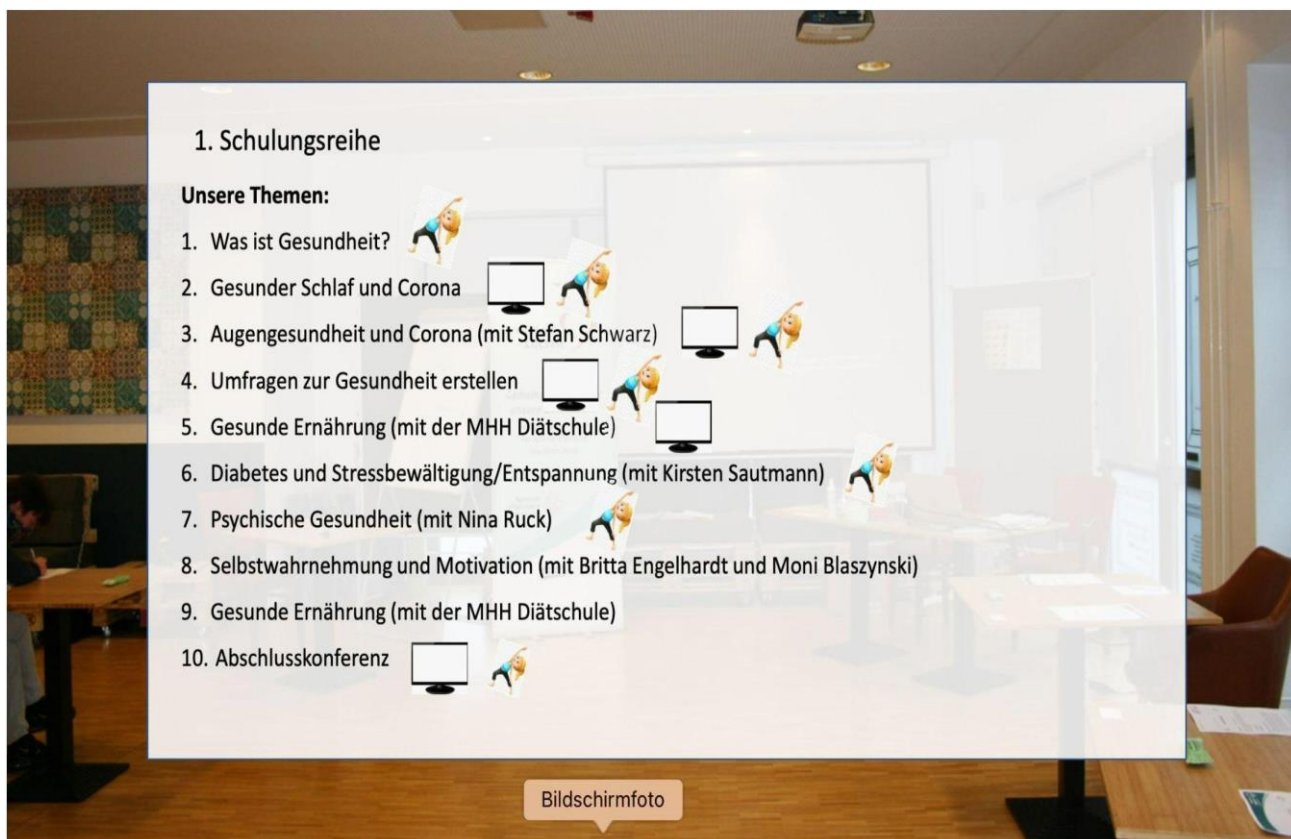 1. Schulungsreihe
Unsere Themen:
1. Was ist Gesundheit?
2. Gesunder Schlaf und Corona
3. Augengesundheit und Corona (mit Stefan Schwarz)
4. Umfragen zur Gesundheit erstellen
5. Gesunde Ernährung (mit der MHH Diätschule)
6. Diabetes und Stressbewältigung/Entspannung (mit Kirsten Sautmann)
7. Psychische Gesundheit (mit Nina Ruck)
8. Selbstwahrnehmung und Motivation (mit Britta Engelhardt und Moni Blaszynski)
9. Gesunde Ernährung (mit der MHH Diätschule)
10. Abschlusskonferenz
Bildschirmfoto